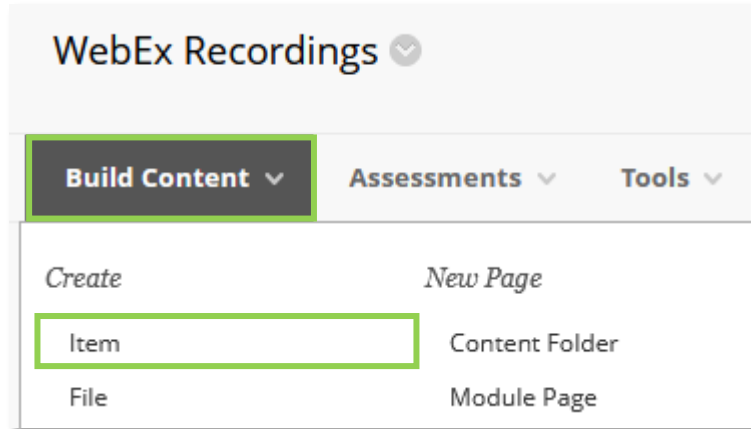 WebEx Recordings
Build Content Assessments Tools
Create New Page
Item Content Folder
File Module Page